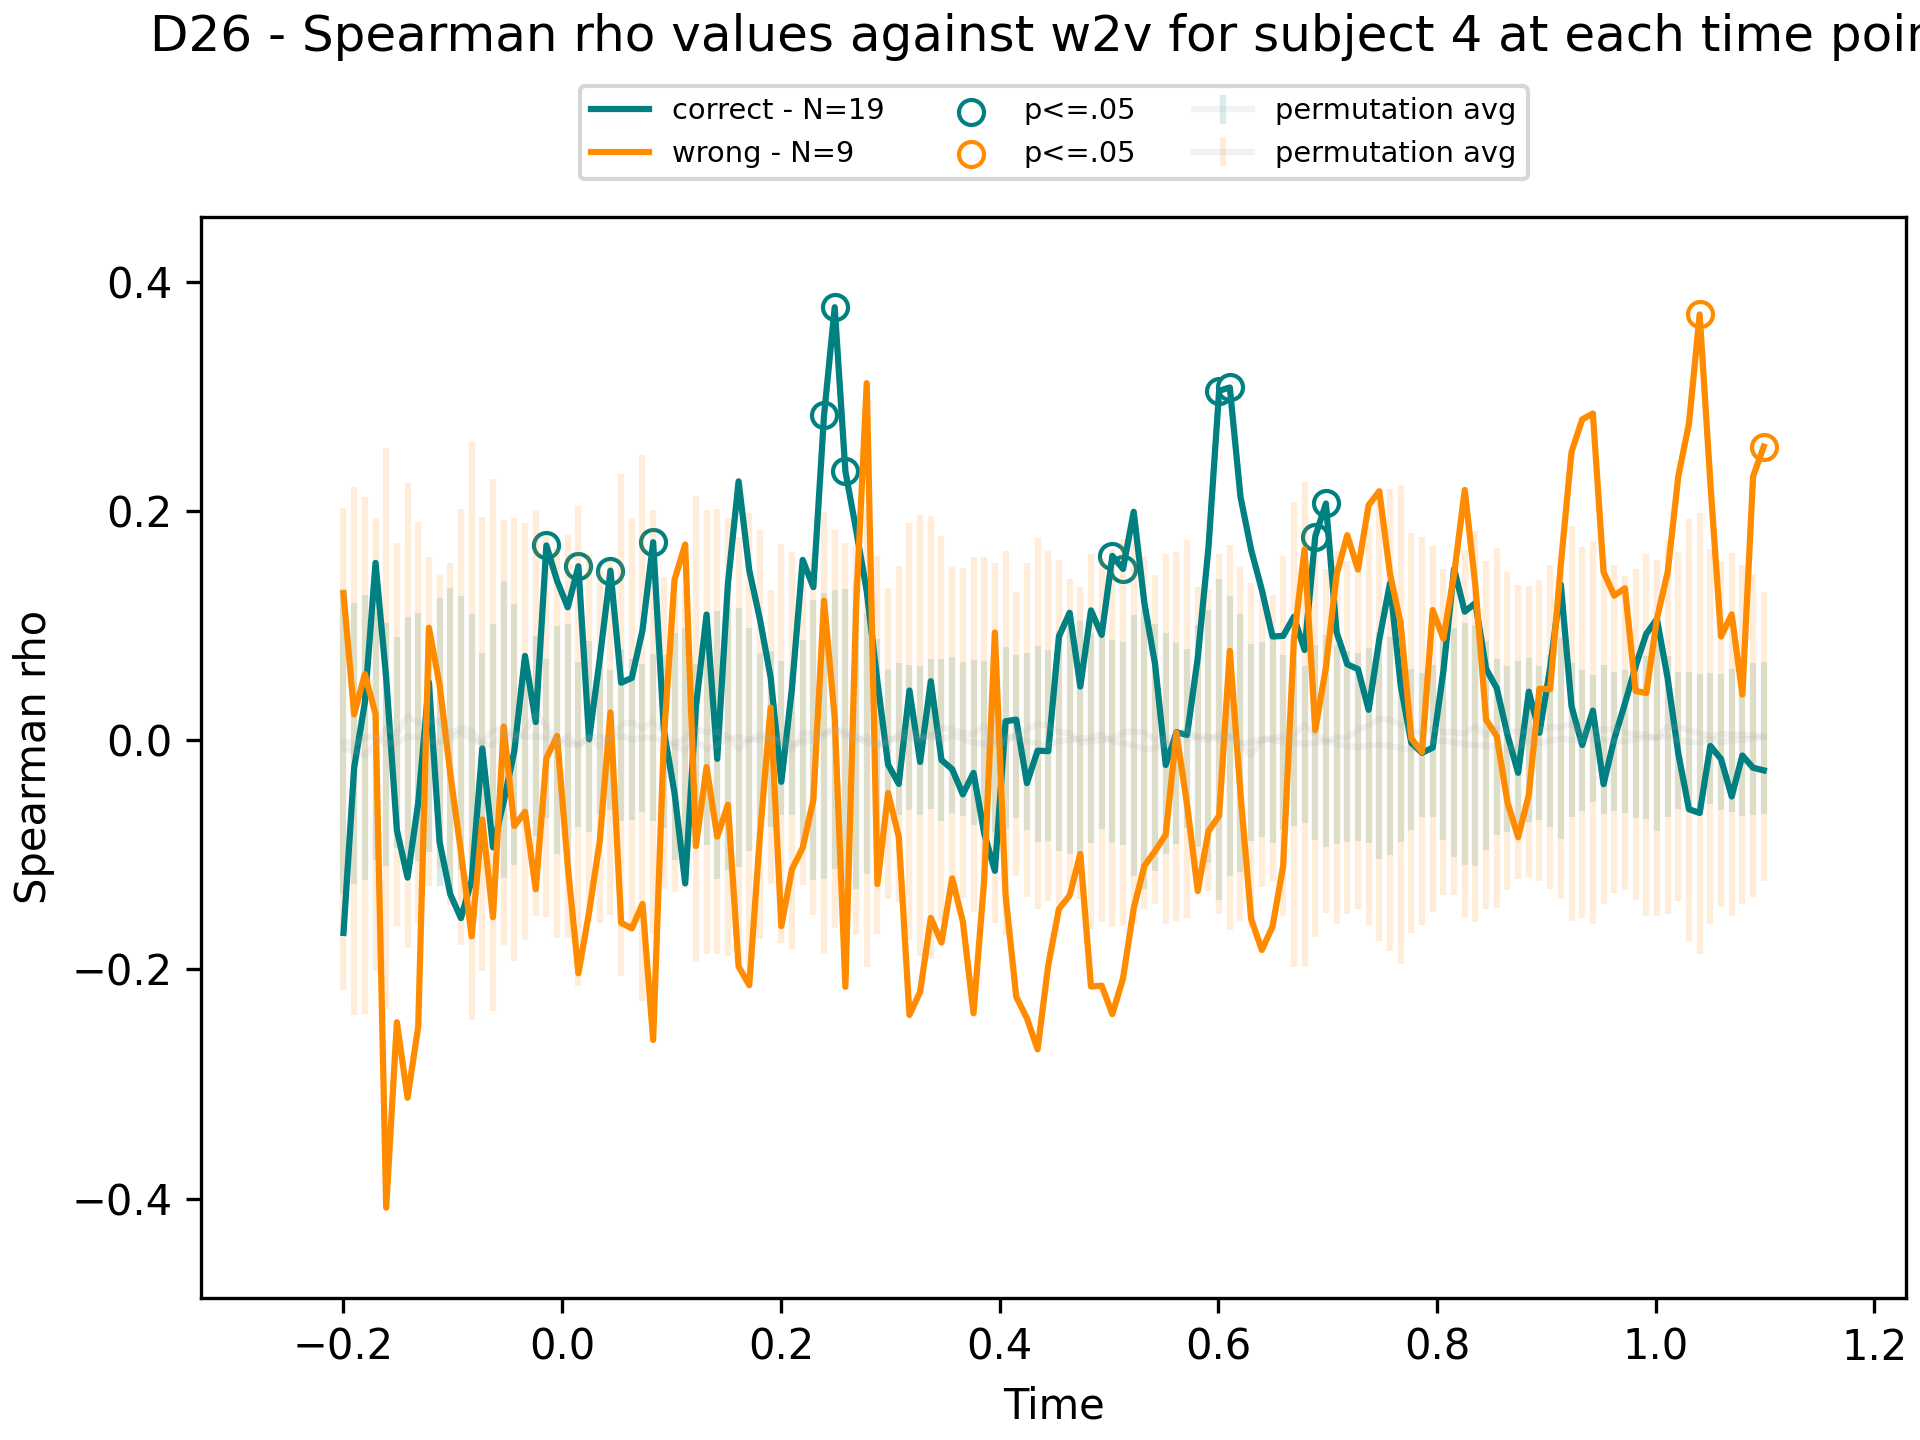 D26 - Spearman rho values against w2v for subject 4 at each time poin
correct - N=19
wrong - N=9
p<=.05
p<=.05
permutation avg
permutation avg
Spearman rho
0.4
0.2
0.0
−0.2
−0.4
−0.2 0.0 0.2 0.4 0.6 0.8 1.0 1.2
Time